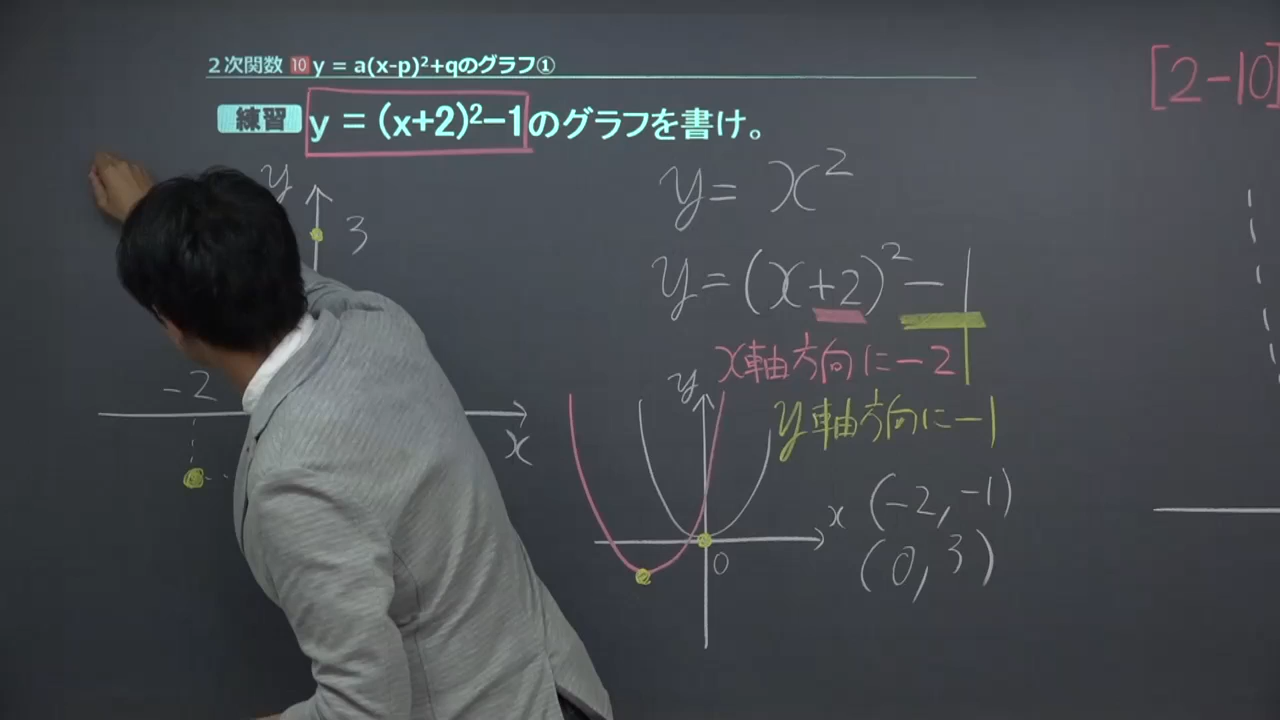 2次関数 10 y = a(x-p)²+qのグラフ①
[2-10]
練習 y = (x+2)²-1のグラフを書け。
y
3
-2
x
y = x²
y = (x+2)² -1
x軸方向に-2
y軸方向に-1
y
x
0
(-2, -1)
(0, 3)